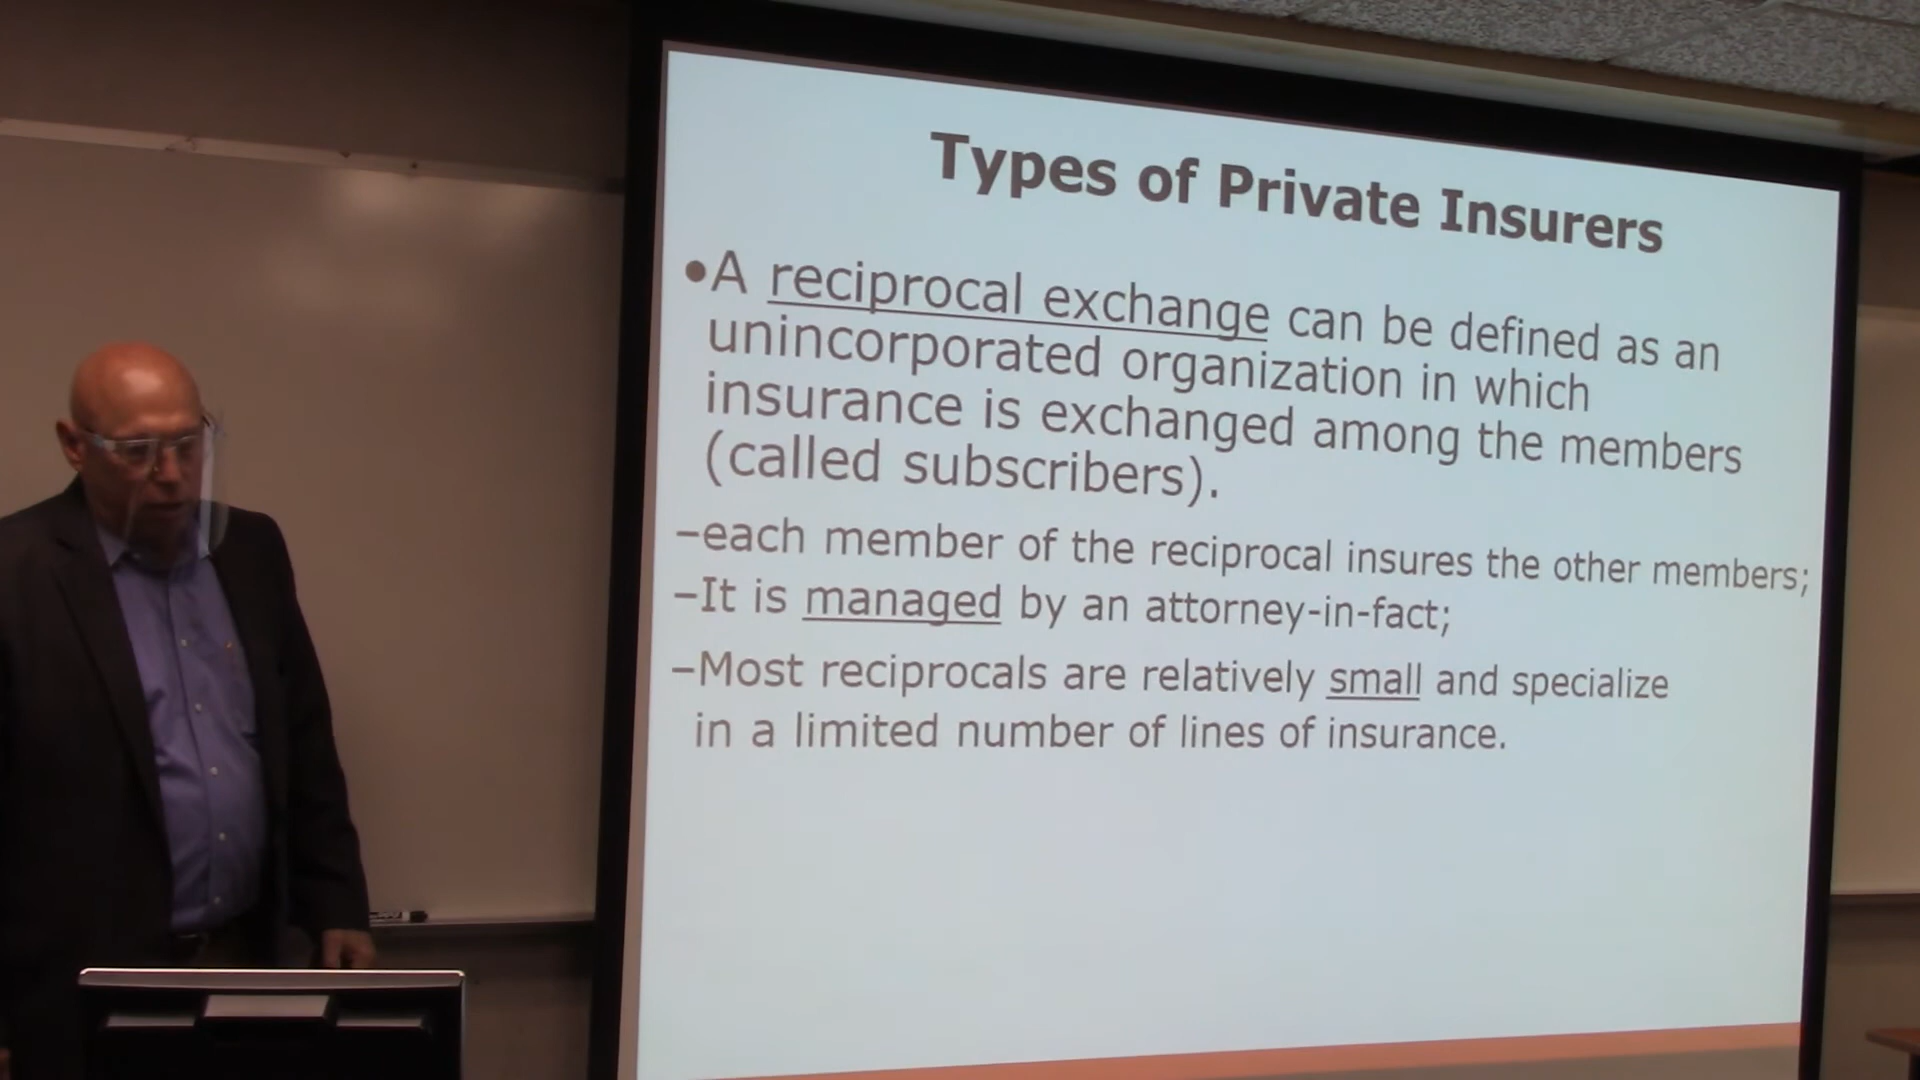 Types of Private Insurers
•A reciprocal exchange can be defined as an
unincorporated organization in which
insurance is exchanged among the members
(called subscribers).
–each member of the reciprocal insures the other members;
–It is managed by an attorney-in-fact;
–Most reciprocals are relatively small and specialize
in a limited number of lines of insurance.